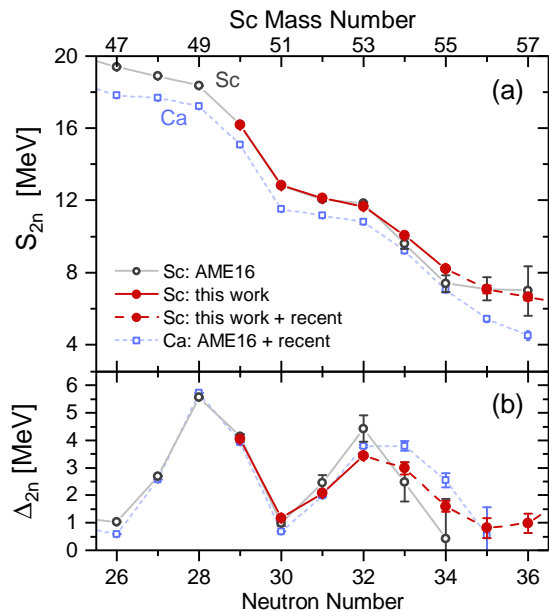 Sc Mass Number
47 49 51 53 55 57
20
16
12
8
4
S2n [MeV]
(a)
Sc
Ca
Sc: AME16
Sc: this work
Sc: this work + recent
Ca: AME16 + recent
6
5
4
3
2
1
0
Δ2n [MeV]
(b)
26 28 30 32 34 36
Neutron Number